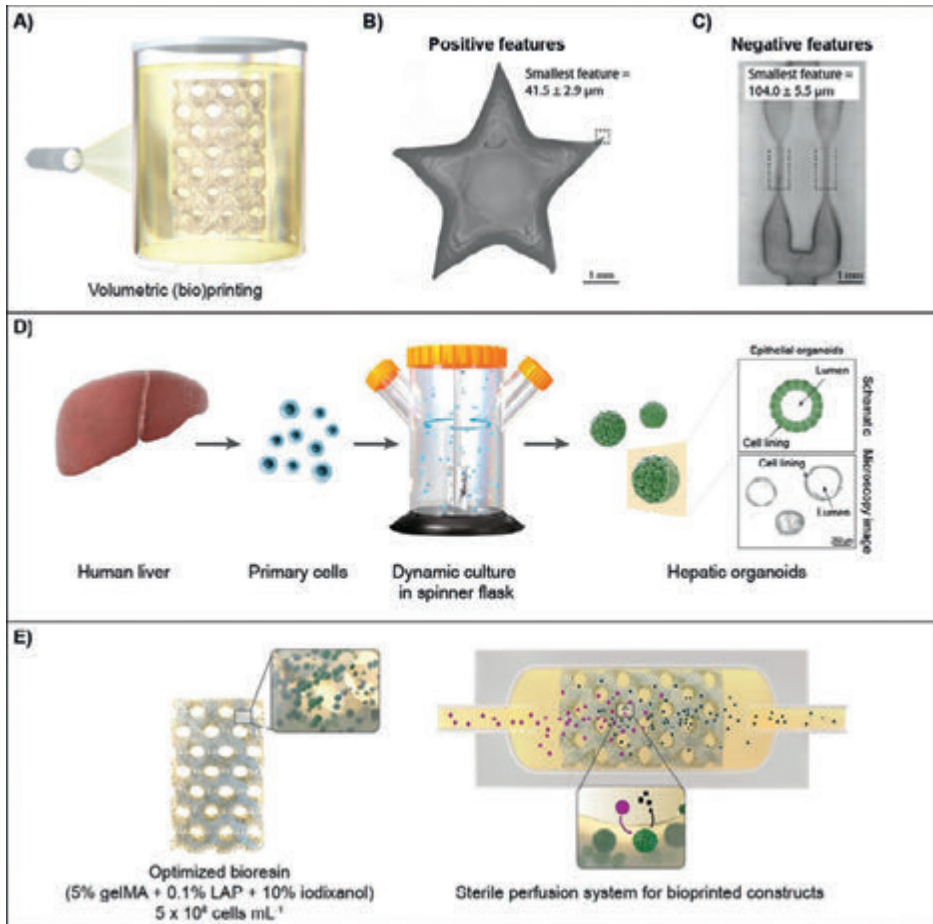 A)
Volumetric (bio)printing
B)
Positive features
Smallest feature =
41.5 ± 2.9 µm
1 mm
C)
Negative features
Smallest feature =
104.0 ± 5.5 µm
1 mm
D)
Human liver
Primary cells
Dynamic culture
in spinner flask
Hepatic organoids
Epithelial organoids
Lumen
Cell lining
Schematic
Cell lining
Lumen
Microscopy image
E)
Optimized bioresin
(5% gelMA + 0.1% LAP + 10% iodixanol)
5 x 10⁶ cells mL⁻¹
Sterile perfusion system for bioprinted constructs